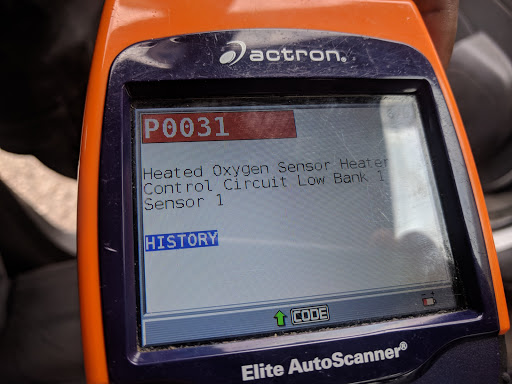 actron®
P0031
Heated Oxygen Sensor Heater
Control Circuit Low Bank 1
Sensor 1
HISTORY
CODE
Elite AutoScanner®